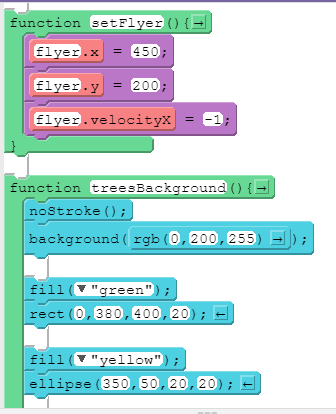 function setFlyer(){→
flyer.x = 450;
flyer.y = 200;
flyer.velocityX = -1;
}
function treesBackground(){→
noStroke();
background(rgb(0,200,255)→);
fill(▼"green");
rect(0,380,400,20);←
fill(▼"yellow");
ellipse(350,50,20,20);←